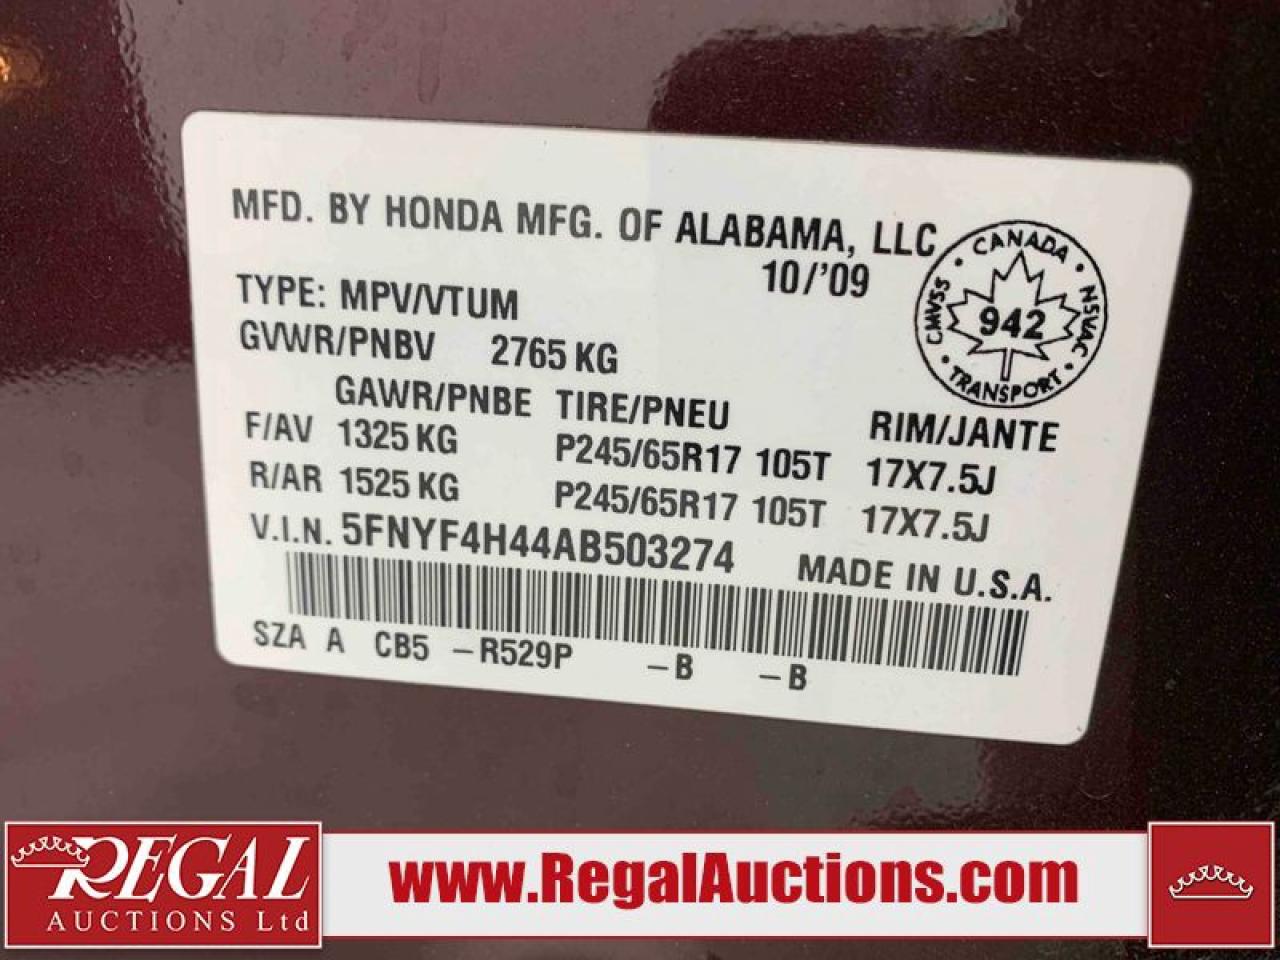 MFD. BY HONDA MFG. OF ALABAMA, LLC
10/'09
CANADA
CMVSS
942
NSVAC
TRANSPORT
TYPE: MPV/VTUM
GVWR/PNBV 2765 KG
GAWR/PNBE TIRE/PNEU RIM/JANTE
F/AV 1325 KG P245/65R17 105T 17X7.5J
R/AR 1525 KG P245/65R17 105T 17X7.5J
V.I.N. 5FNYF4H44AB503274 MADE IN U.S.A.
SZA A CB5 -R529P -B -B
REGAL
AUCTIONS Ltd
www.RegalAuctions.com